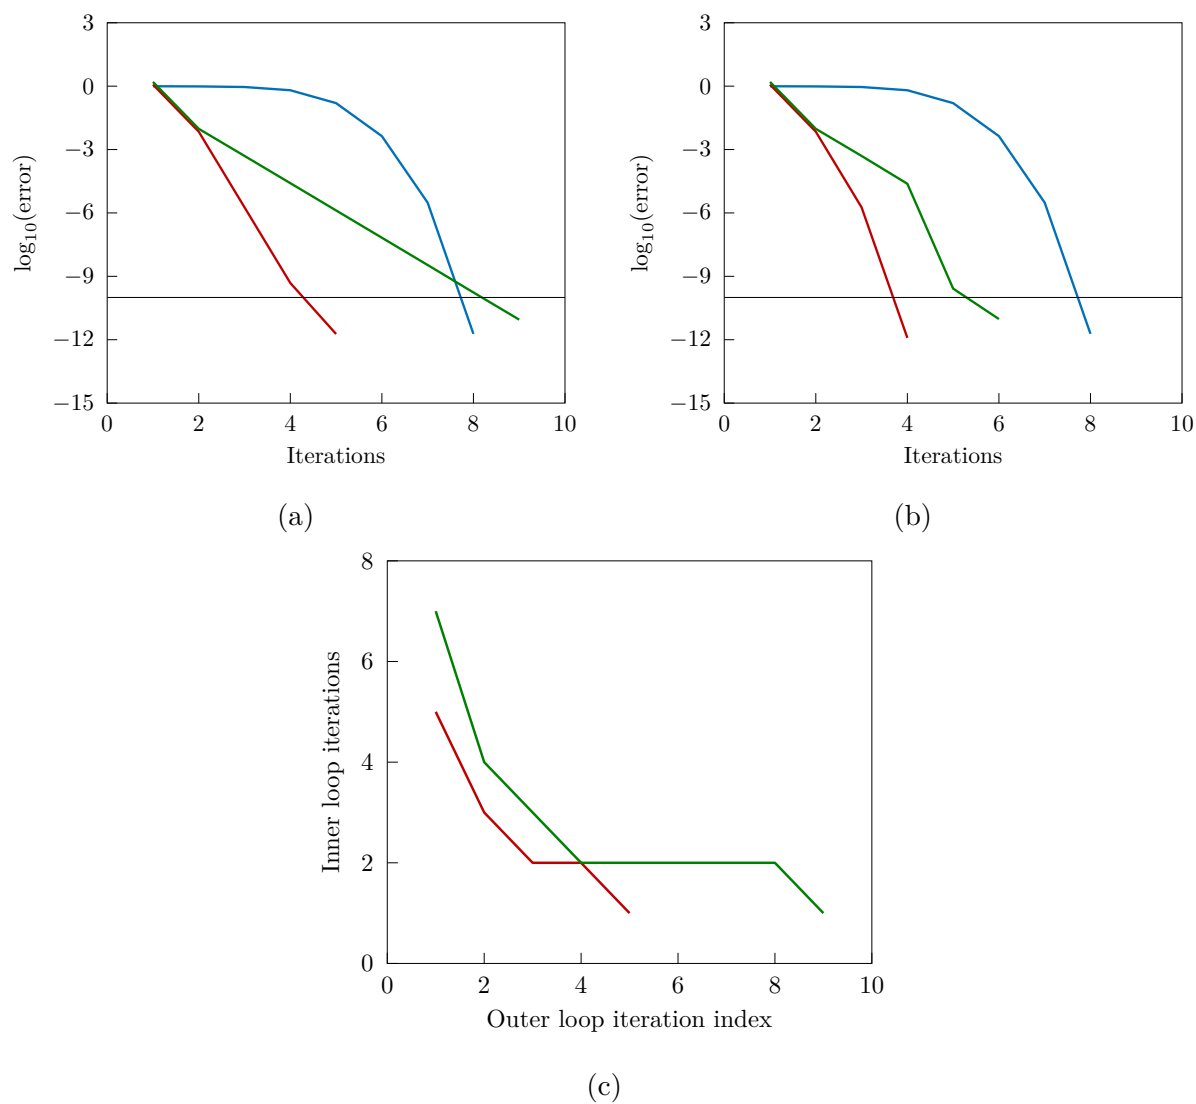 3
0
−3
−6
−9
−12
−15
log10(error)
0 2 4 6 8 10
Iterations
(a)
3
0
−3
−6
−9
−12
−15
log10(error)
0 2 4 6 8 10
Iterations
(b)
8
6
4
2
0
Inner loop iterations
0 2 4 6 8 10
Outer loop iteration index
(c)